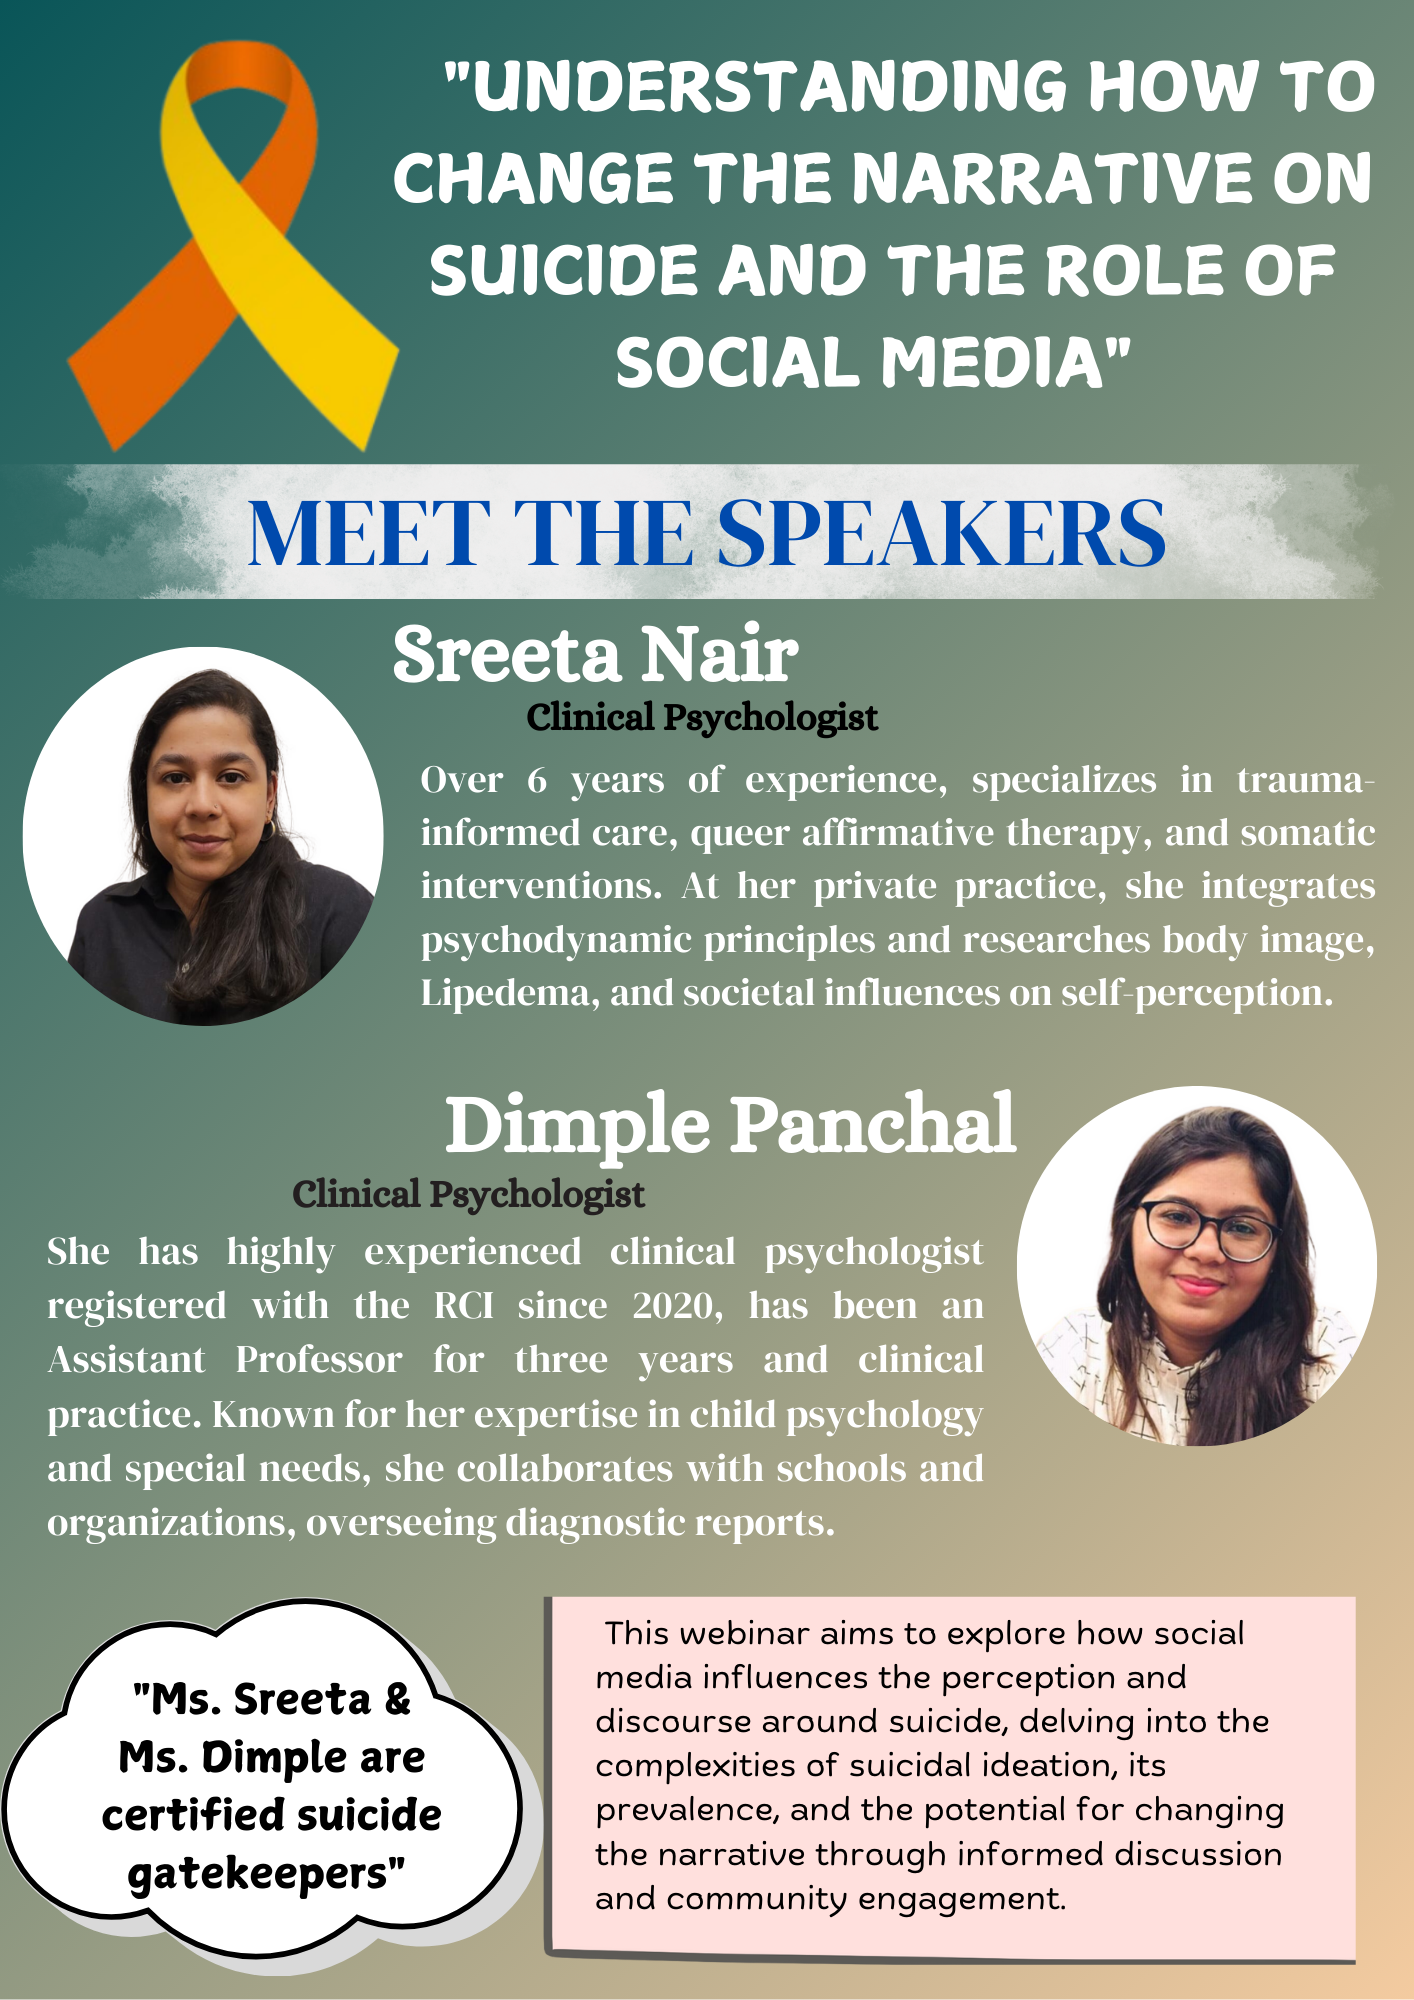 "UNDERSTANDING HOW TO
CHANGE THE NARRATIVE ON
SUICIDE AND THE ROLE OF
SOCIAL MEDIA"
MEET THE SPEAKERS
Sreeta Nair
Clinical Psychologist
Over 6 years of experience, specializes in trauma-
informed care, queer affirmative therapy, and somatic
interventions. At her private practice, she integrates
psychodynamic principles and researches body image,
Lipedema, and societal influences on self-perception.
Dimple Panchal
Clinical Psychologist
She has highly experienced clinical psychologist
registered with the RCI since 2020, has been an
Assistant Professor for three years and clinical
practice. Known for her expertise in child psychology
and special needs, she collaborates with schools and
organizations, overseeing diagnostic reports.
"Ms. Sreeta &
Ms. Dimple are
certified suicide
gatekeepers"
This webinar aims to explore how social
media influences the perception and
discourse around suicide, delving into the
complexities of suicidal ideation, its
prevalence, and the potential for changing
the narrative through informed discussion
and community engagement.